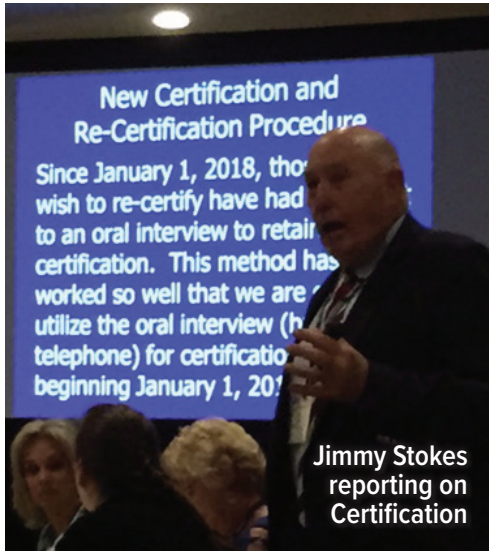 New Certification and
Re-Certification Procedure
Since January 1, 2018,
wish to re-certify have had
to an oral interview to
certification. This method has
worked so well that we are
utilize the oral interview
telephone) for
beginning January 1,
Jimmy Stokes
reporting on
Certification